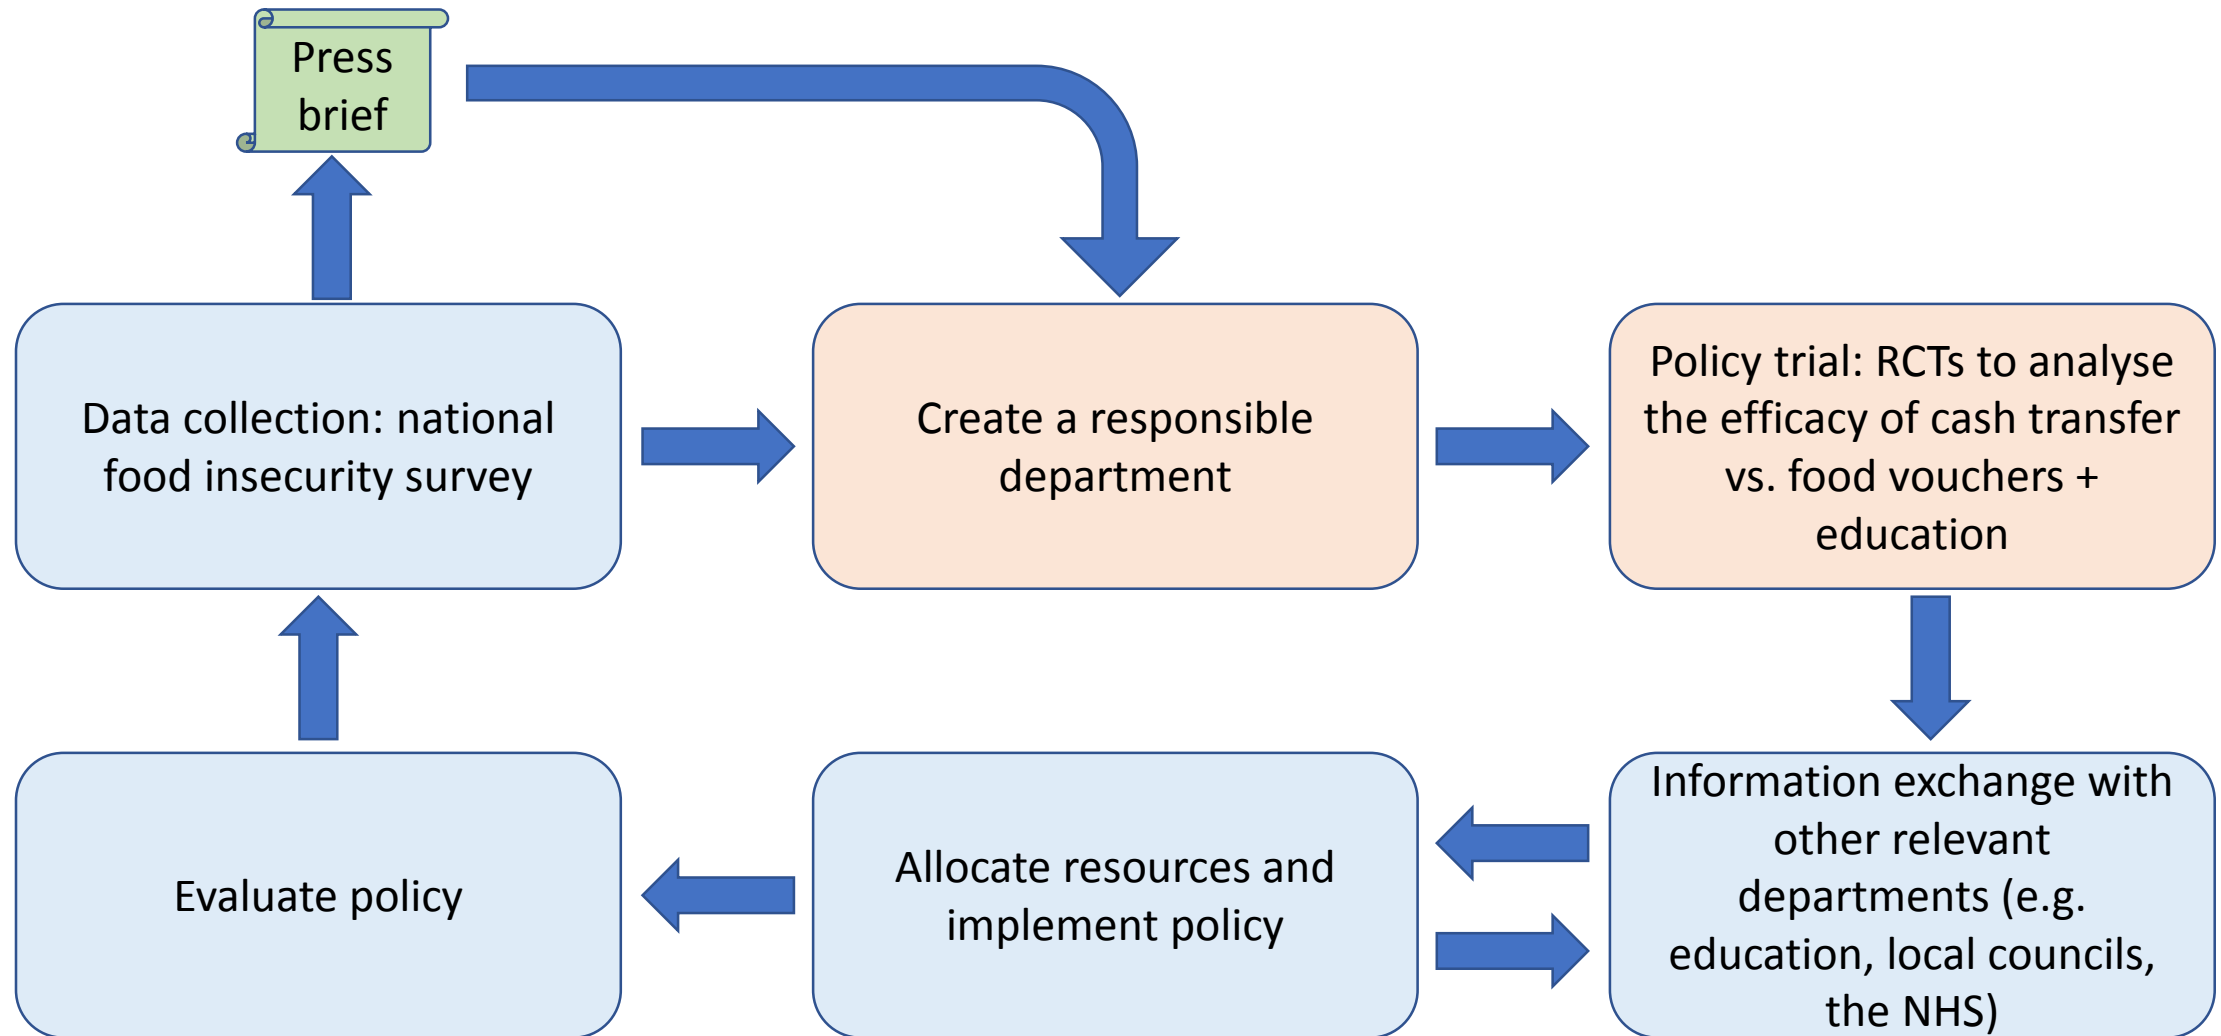 Press
brief
Data collection: national
food insecurity survey
Create a responsible
department
Policy trial: RCTs to analyse
the efficacy of cash transfer
vs. food vouchers +
education
Evaluate policy
Allocate resources and
implement policy
Information exchange with
other relevant
departments (e.g.
education, local councils,
the NHS)